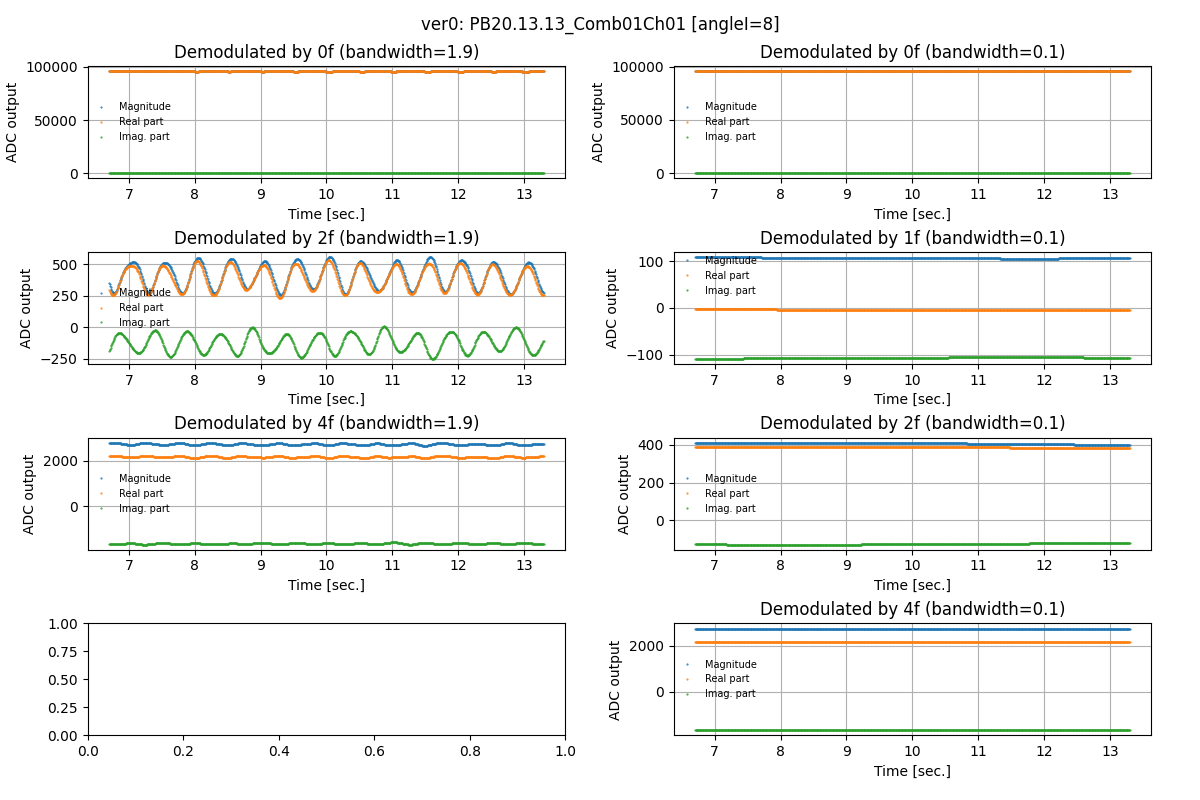 ver0: PB20.13.13_Comb01Ch01 [angleI=8]
Demodulated by 0f (bandwidth=1.9)
100000
50000
0
ADC output
Magnitude
Real part
Imag. part
7 8 9 10 11 12 13
Time [sec.]
Demodulated by 0f (bandwidth=0.1)
100000
50000
0
ADC output
Magnitude
Real part
Imag. part
7 8 9 10 11 12 13
Time [sec.]
Demodulated by 2f (bandwidth=1.9)
500
250
0
−250
ADC output
Magnitude
Real part
Imag. part
7 8 9 10 11 12 13
Time [sec.]
Demodulated by 1f (bandwidth=0.1)
100
0
−100
ADC output
Magnitude
Real part
Imag. part
7 8 9 10 11 12 13
Time [sec.]
Demodulated by 4f (bandwidth=1.9)
2000
0
ADC output
Magnitude
Real part
Imag. part
7 8 9 10 11 12 13
Time [sec.]
Demodulated by 2f (bandwidth=0.1)
400
200
0
ADC output
Magnitude
Real part
Imag. part
7 8 9 10 11 12 13
Time [sec.]
1.00
0.75
0.50
0.25
0.00
0.0 0.2 0.4 0.6 0.8 1.0
Demodulated by 4f (bandwidth=0.1)
2000
0
ADC output
Magnitude
Real part
Imag. part
7 8 9 10 11 12 13
Time [sec.]